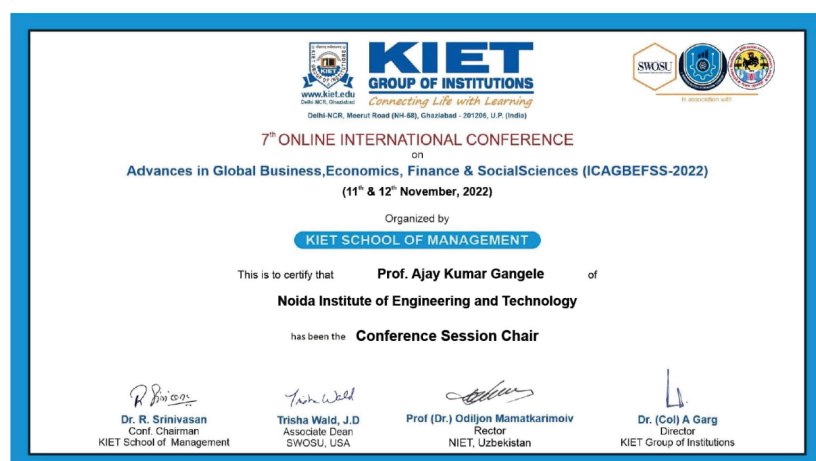 KIET
GROUP OF INSTITUTIONS
Connecting Life with Learning
www.kiet.edu
Delhi NCR, Ghaziabad
Delhi-NCR, Meerut Road (NH-58), Ghaziabad - 201206, U.P. (India)
SWOSU
In association with
7th ONLINE INTERNATIONAL CONFERENCE
on
Advances in Global Business,Economics, Finance & SocialSciences (ICAGBEFSS-2022)
(11th & 12th November, 2022)
Organized by
KIET SCHOOL OF MANAGEMENT
This is to certify that Prof. Ajay Kumar Gangele of
Noida Institute of Engineering and Technology
has been the Conference Session Chair
Dr. R. Srinivasan
Conf. Chairman
KIET School of Management
Trisha Wald
Trisha Wald, J.D
Associate Dean
SWOSU, USA
Prof (Dr.) Odiljon Mamatkarimoiv
Rector
NIET, Uzbekistan
Dr. (Col) A Garg
Director
KIET Group of Institutions